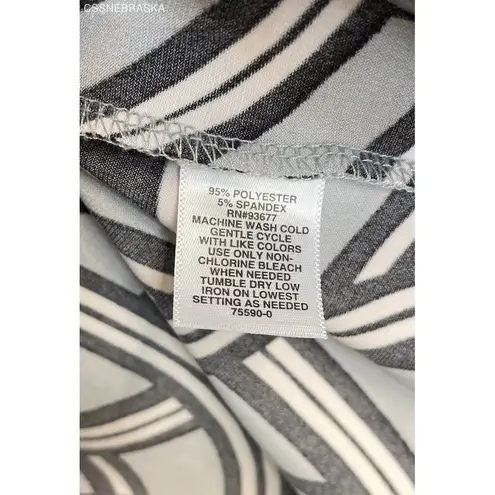 CSSNEBRASKA
95% POLYESTER
5% SPANDEX
RN#93677
MACHINE WASH COLD
GENTLE CYCLE
WITH LIKE COLORS
USE ONLY NON-
CHLORINE BLEACH
WHEN NEEDED
TUMBLE DRY LOW
IRON ON LOWEST
SETTING AS NEEDED
75590-0